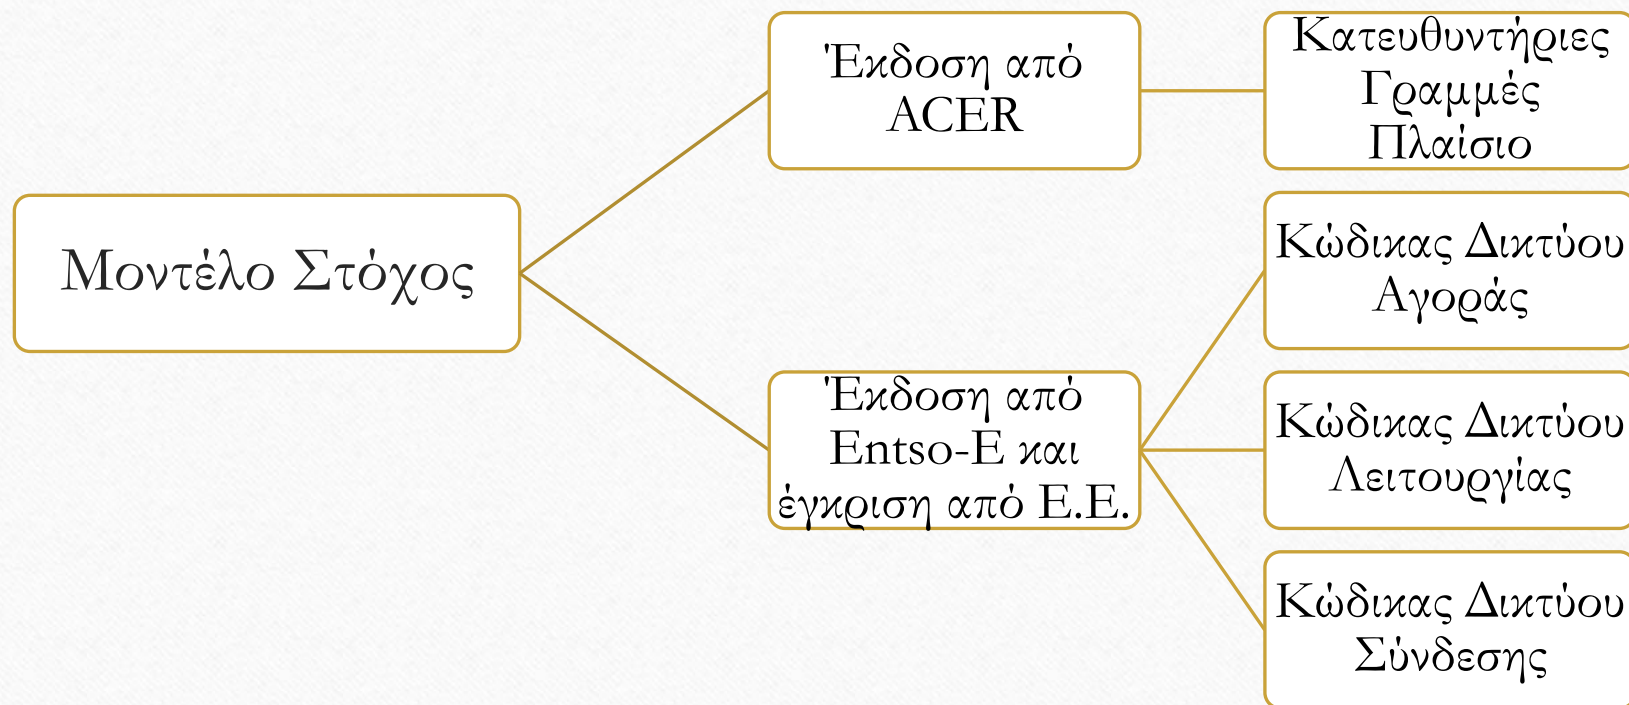 Μοντέλο Στόχος
Έκδοση από
ACER
Κατευθυντήριες
Γραμμές
Πλαίσιο
Έκδοση από
Entso-E και
έγκριση από Ε.Ε.
Κώδικας Δικτύου
Αγοράς
Κώδικας Δικτύου
Λειτουργίας
Κώδικας Δικτύου
Σύνδεσης